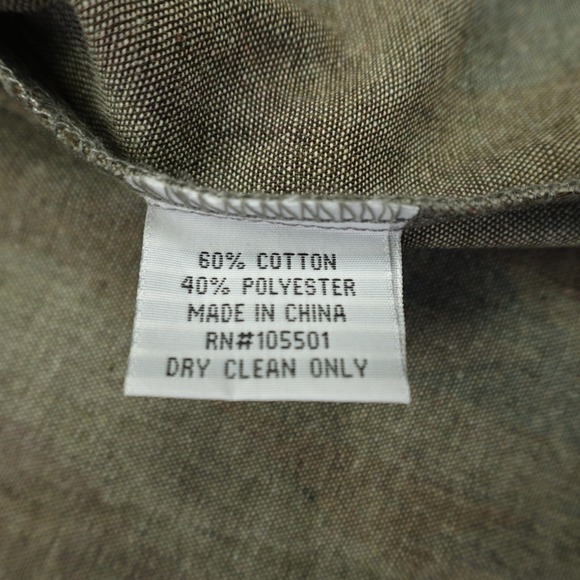 60% COTTON
40% POLYESTER
MADE IN CHINA
RN#105501
DRY CLEAN ONLY